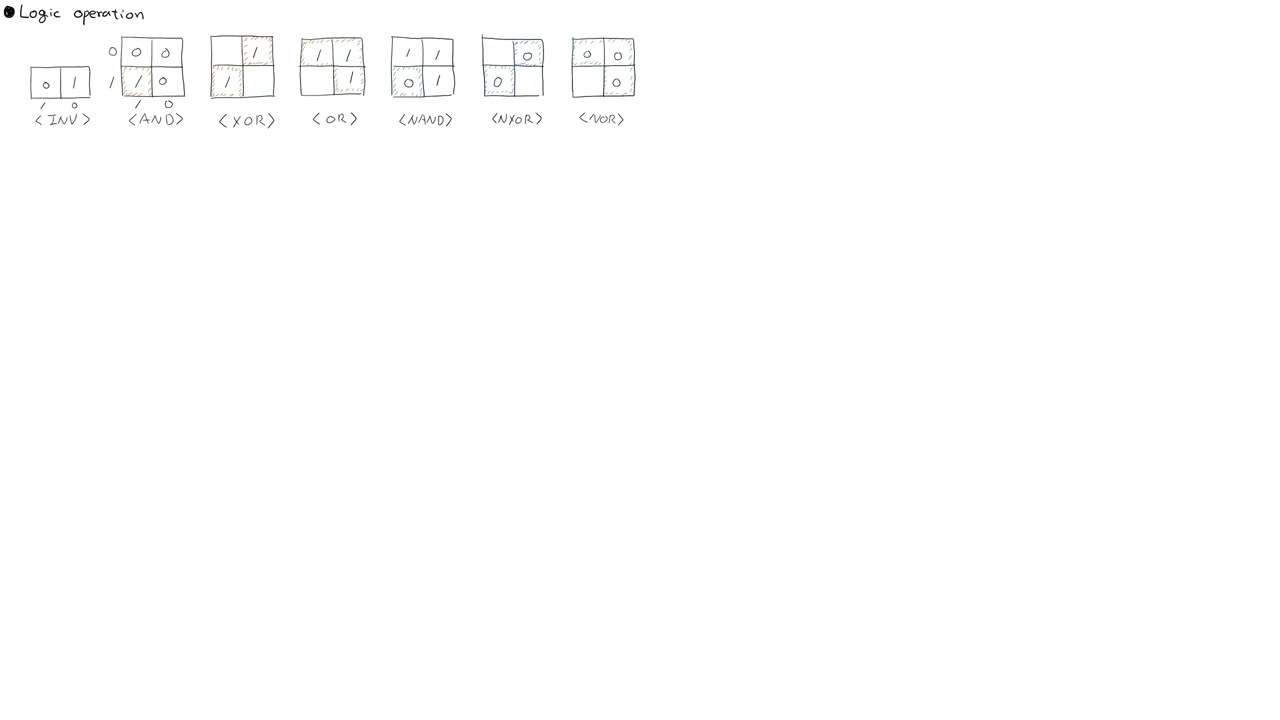 ● Logic operation
0 0 0 1 1 1 1 1 0 0 0
0 1 1 1 0 1 1 0 1 0 0
1 0 1 0
<INV> <AND> <XOR> <OR> <NAND> <NXOR> <NOR>